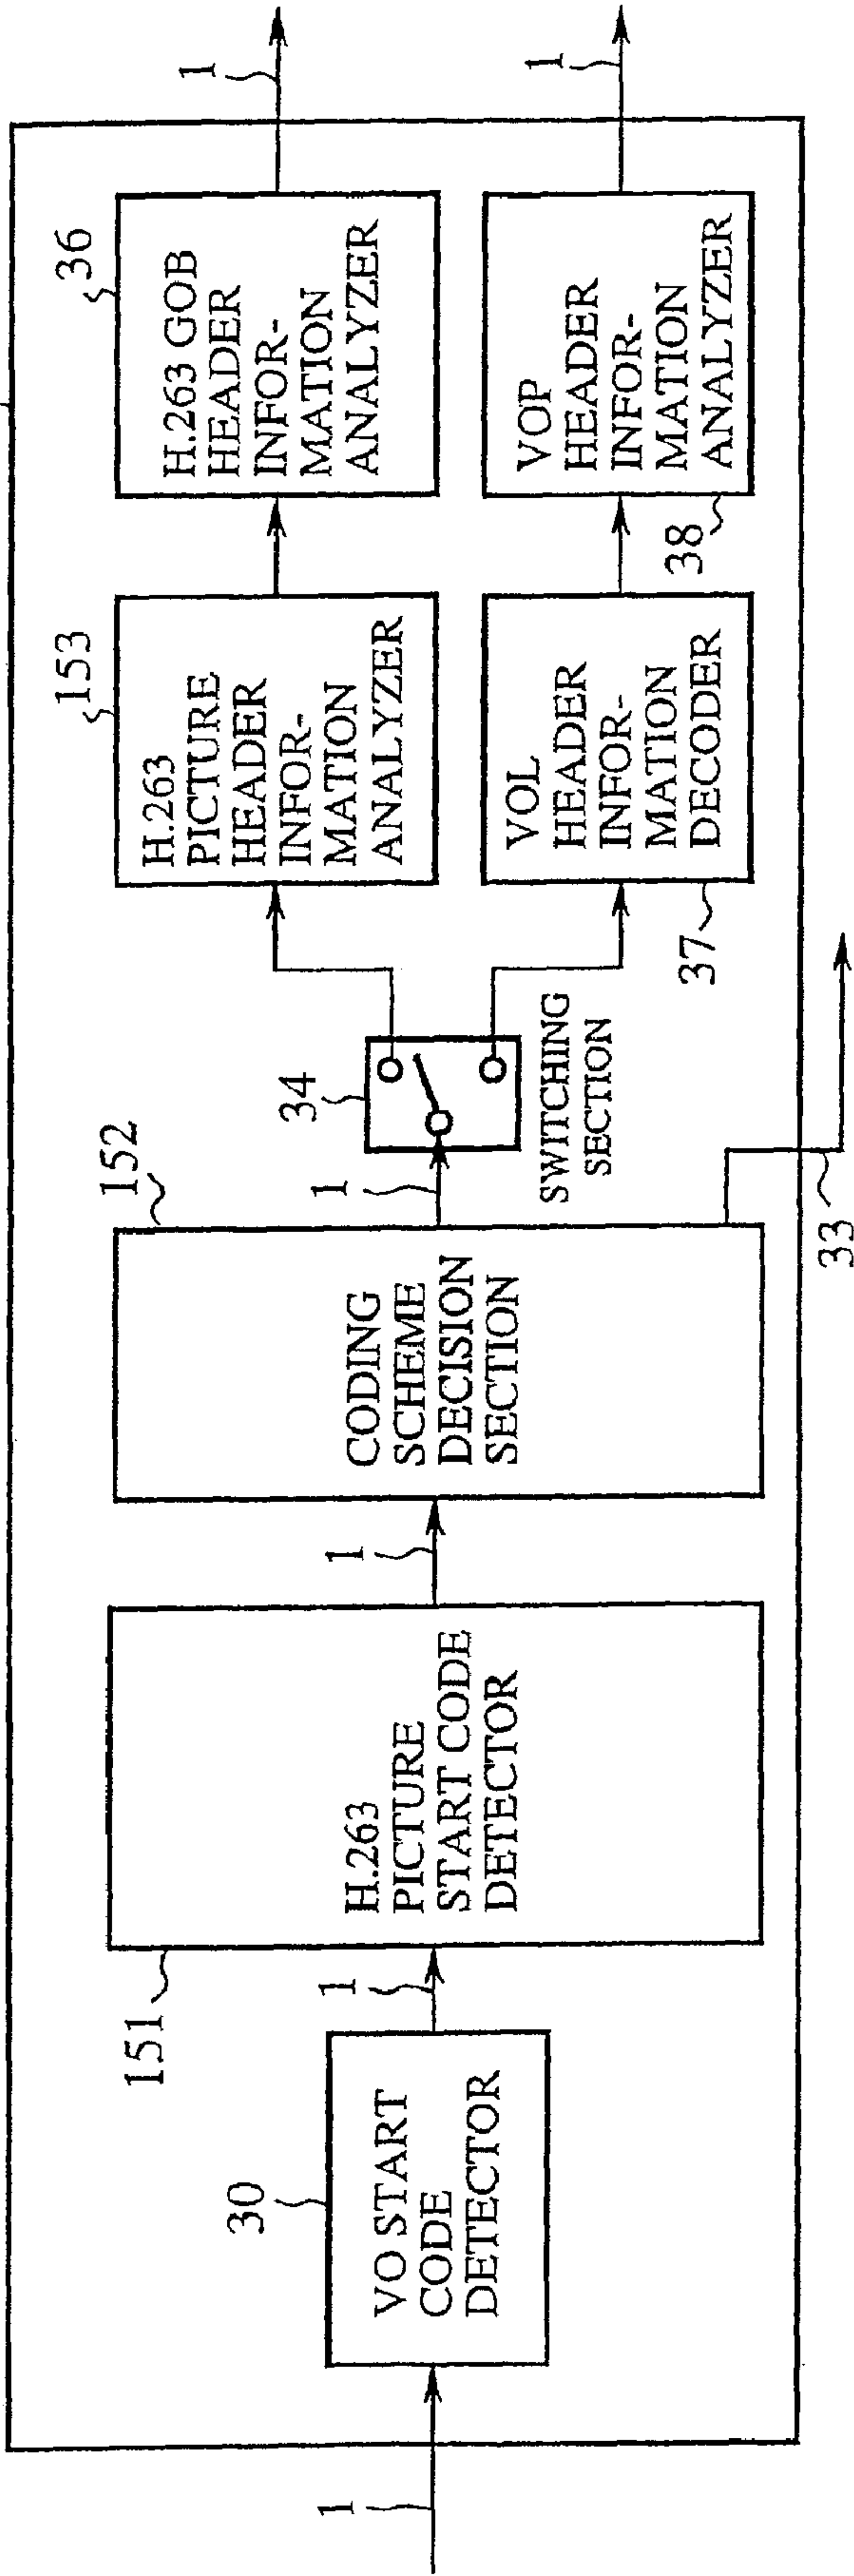 1
30
VO START
CODE
DETECTOR
1
151
H.263
PICTURE
START CODE
DETECTOR
1
152
CODING
SCHEME
DECISION
SECTION
33
1
34
SWITCHING
SECTION
153
H.263
PICTURE
HEADER
INFOR-
MATION
ANALYZER
36
H.263 GOB
HEADER
INFOR-
MATION
ANALYZER
1
37
VOL
HEADER
INFOR-
MATION
DECODER
38
VOP
HEADER
INFOR-
MATION
ANALYZER
1